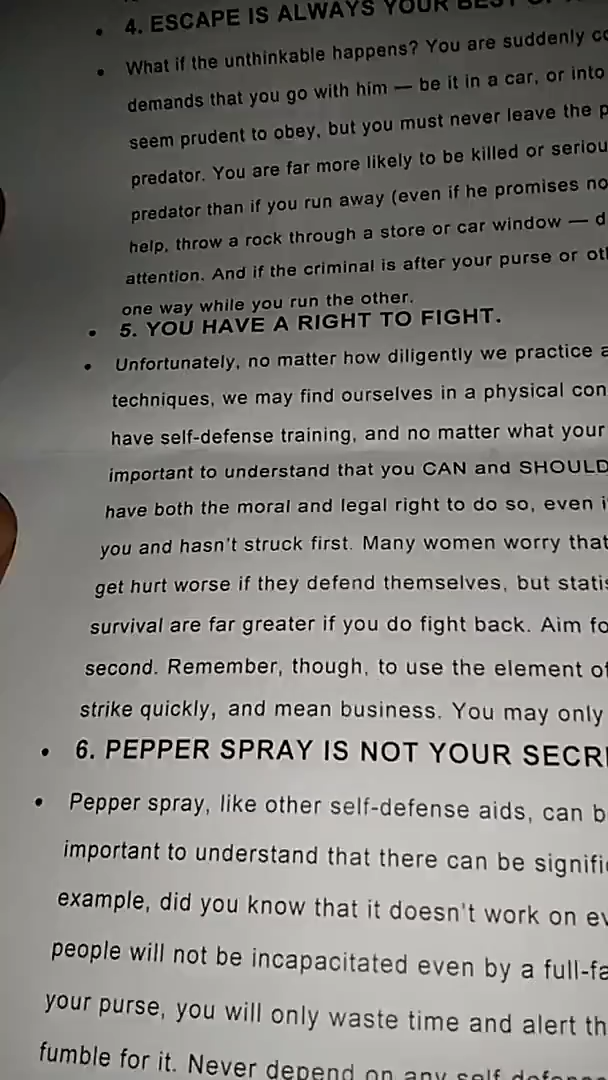 4. ESCAPE IS ALWAYS YOUR BEST
What if the unthinkable happens? You are suddenly
demands that you go with him — be it in a car, or into
seem prudent to obey, but you must never leave the
predator. You are far more likely to be killed or
predator than if you run away (even if he promises
help, throw a rock through a store or car window —
attention. And if the criminal is after your purse or
one way while you run the other.
5. YOU HAVE A RIGHT TO FIGHT.
Unfortunately, no matter how diligently we practice
techniques, we may find ourselves in a physical
have self-defense training, and no matter what your
important to understand that you CAN and SHOULD
have both the moral and legal right to do so, even
you and hasn't struck first. Many women worry that
get hurt worse if they defend themselves, but
survival are far greater if you do fight back. Aim
second. Remember, though, to use the element of
strike quickly, and mean business. You may only
6. PEPPER SPRAY IS NOT YOUR
Pepper spray, like other self-defense aids, can
important to understand that there can be
example, did you know that it doesn't work on
people will not be incapacitated even by a
your purse, you will only waste time and alert
fumble for it. Never depend on any self